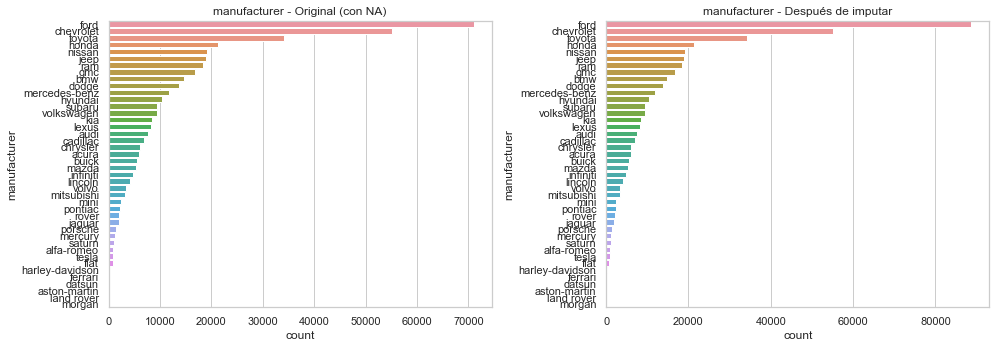 manufacturer - Original (con NA)
ford
chevrolet
toyota
honda
nissan
jeep
ram
gmc
bmw
dodge
mercedes-benz
hyundai
subaru
volkswagen
kia
lexus
audi
cadillac
chrysler
acura
buick
mazda
infiniti
lincoln
volvo
mitsubishi
mini
pontiac
rover
jaguar
porsche
mercury
saturn
alfa-romeo
tesla
fiat
harley-davidson
ferrari
datsun
aston-martin
land rover
morgan
manufacturer
0 10000 20000 30000 40000 50000 60000 70000
count
manufacturer - Después de imputar
ford
chevrolet
toyota
honda
nissan
jeep
ram
gmc
bmw
dodge
mercedes-benz
hyundai
subaru
volkswagen
kia
lexus
audi
cadillac
chrysler
acura
buick
mazda
infiniti
lincoln
volvo
mitsubishi
mini
pontiac
rover
jaguar
porsche
mercury
saturn
alfa-romeo
tesla
fiat
harley-davidson
ferrari
datsun
aston-martin
land rover
morgan
manufacturer
0 20000 40000 60000 80000
count